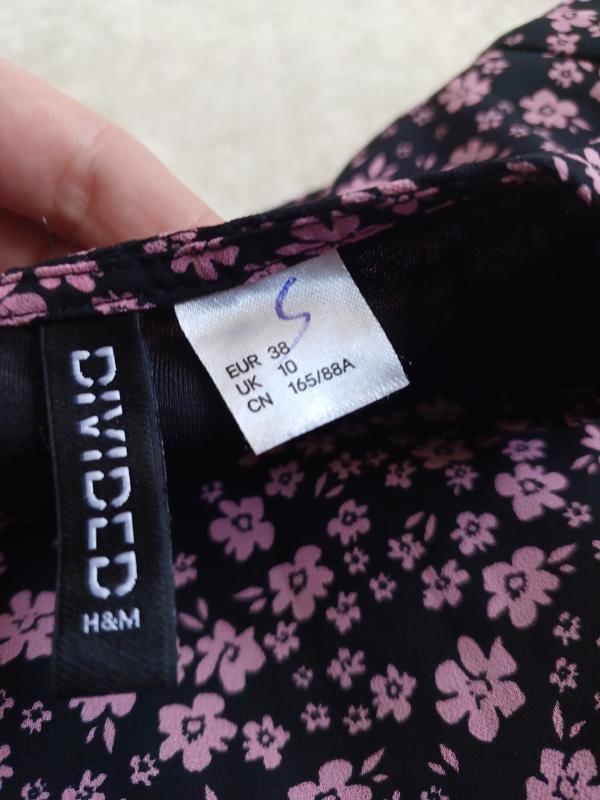 DIVIDED
H&M
S
EUR 38
UK 10
CN 165/88A